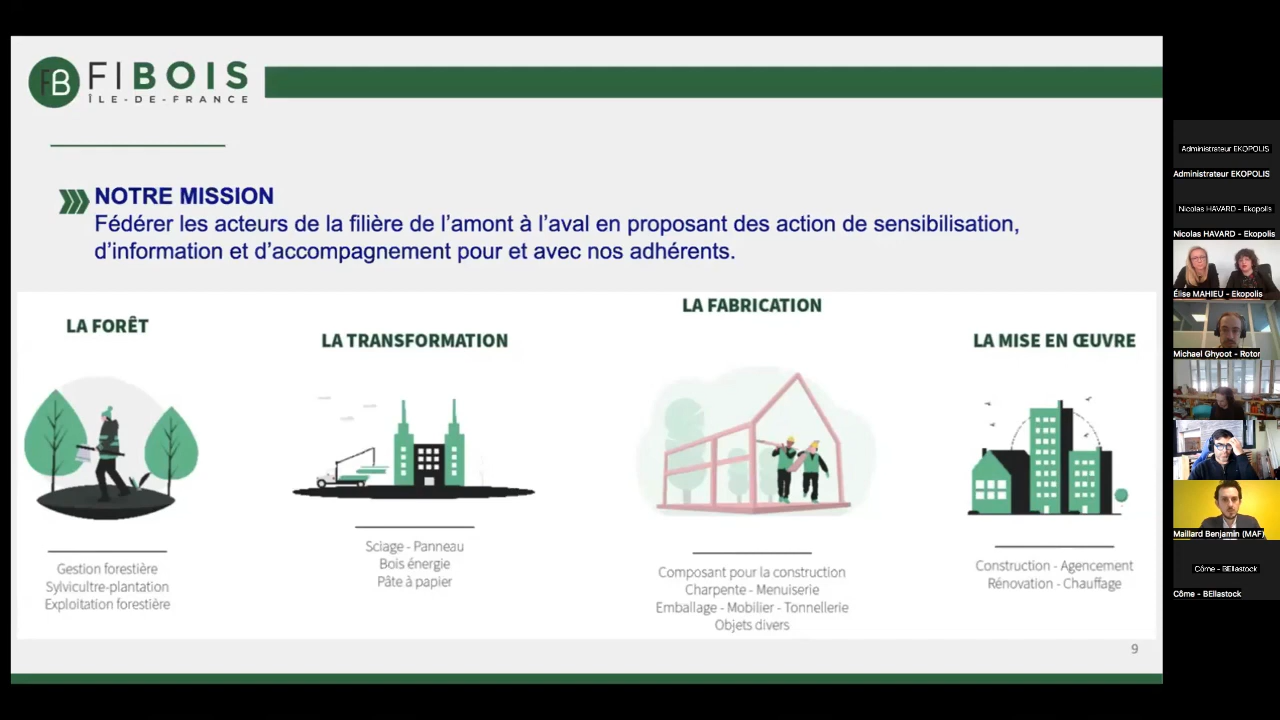 FB FIBOIS
ÎLE-DE-FRANCE
NOTRE MISSION
Fédérer les acteurs de la filière de l'amont à l'aval en proposant des action de sensibilisation,
d'information et d'accompagnement pour et avec nos adhérents.
LA FORÊT
Gestion forestière
Sylvicultre-plantation
Exploitation forestière
LA TRANSFORMATION
Sciage - Panneau
Bois énergie
Pâte à papier
LA FABRICATION
Composant pour la construction
Charpente - Menuiserie
Emballage - Mobilier - Tonnellerie
Objets divers
LA MISE EN ŒUVRE
Construction - Agencement
Rénovation - Chauffage
9
Administrateur EKOPOLIS
Administrateur EKOPOLIS
Nicolas HAVARD - Ekopolis
Nicolas HAVARD - Ekopolis
Élise MAHIEU - Ekopolis
Michael Ghyoot - Rotor
Maillard Benjamin (MAF)
Côme - BEllastock
Côme - BEllastock